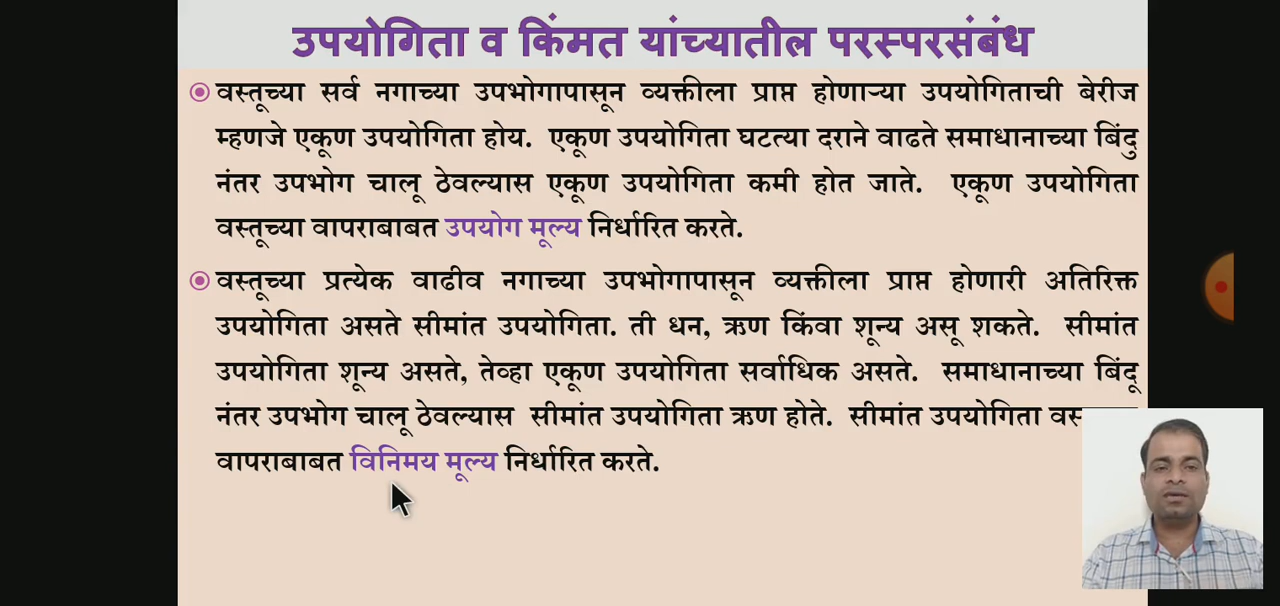 उपयोगिता व किंमत यांच्यातील परस्परसंबंध
वस्तूच्या सर्व नगाच्या उपभोगापासून व्यक्तीला प्राप्त होणाऱ्या उपयोगिताची बेरीज
म्हणजे एकूण उपयोगिता होय. एकूण उपयोगिता घटत्या दराने वाढते समाधानाच्या बिंदु
नंतर उपभोग चालू ठेवल्यास एकूण उपयोगिता कमी होत जाते. एकूण उपयोगिता
वस्तूच्या वापराबाबत उपयोग मूल्य निर्धारित करते.
वस्तूच्या प्रत्येक वाढीव नगाच्या उपभोगापासून व्यक्तीला प्राप्त होणारी अतिरिक्त
उपयोगिता असते सीमांत उपयोगिता. ती धन, ऋण किंवा शून्य असू शकते. सीमांत
उपयोगिता शून्य असते, तेव्हा एकूण उपयोगिता सर्वाधिक असते. समाधानाच्या बिंदू
नंतर उपभोग चालू ठेवल्यास सीमांत उपयोगिता ऋण होते. सीमांत उपयोगिता
वापराबाबत विनिमय मूल्य निर्धारित करते.